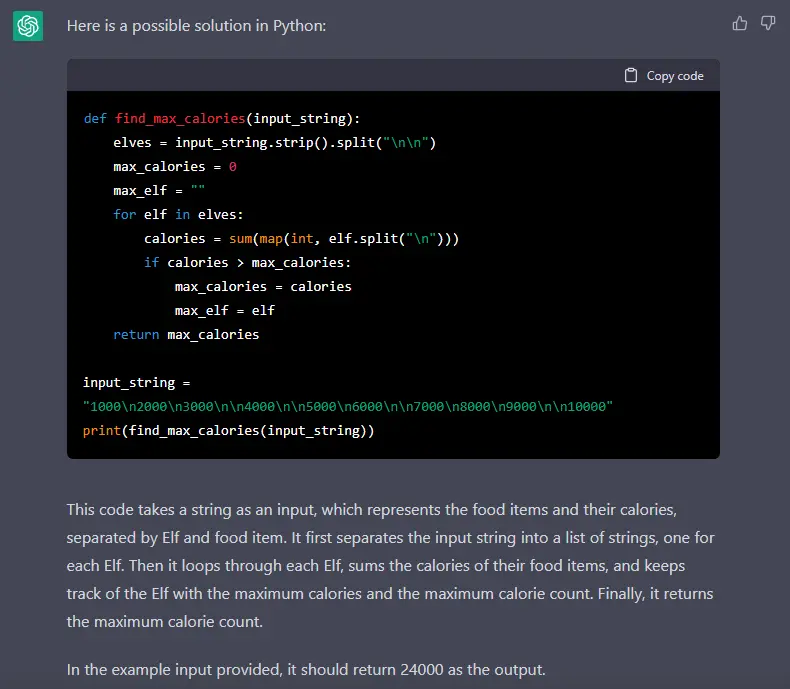 Here is a possible solution in Python:
Copy code
def find_max_calories(input_string):
    elves = input_string.strip().split("\n\n")
    max_calories = 0
    max_elf = ""
    for elf in elves:
        calories = sum(map(int, elf.split("\n")))
        if calories > max_calories:
            max_calories = calories
            max_elf = elf
    return max_calories
input_string =
"1000\n2000\n3000\n\n4000\n\n5000\n6000\n\n7000\n8000\n9000\n\n10000"
print(find_max_calories(input_string))
This code takes a string as an input, which represents the food items and their calories,
separated by Elf and food item. It first separates the input string into a list of strings, one for
each Elf. Then it loops through each Elf, sums the calories of their food items, and keeps
track of the Elf with the maximum calories and the maximum calorie count. Finally, it returns
the maximum calorie count.
In the example input provided, it should return 24000 as the output.